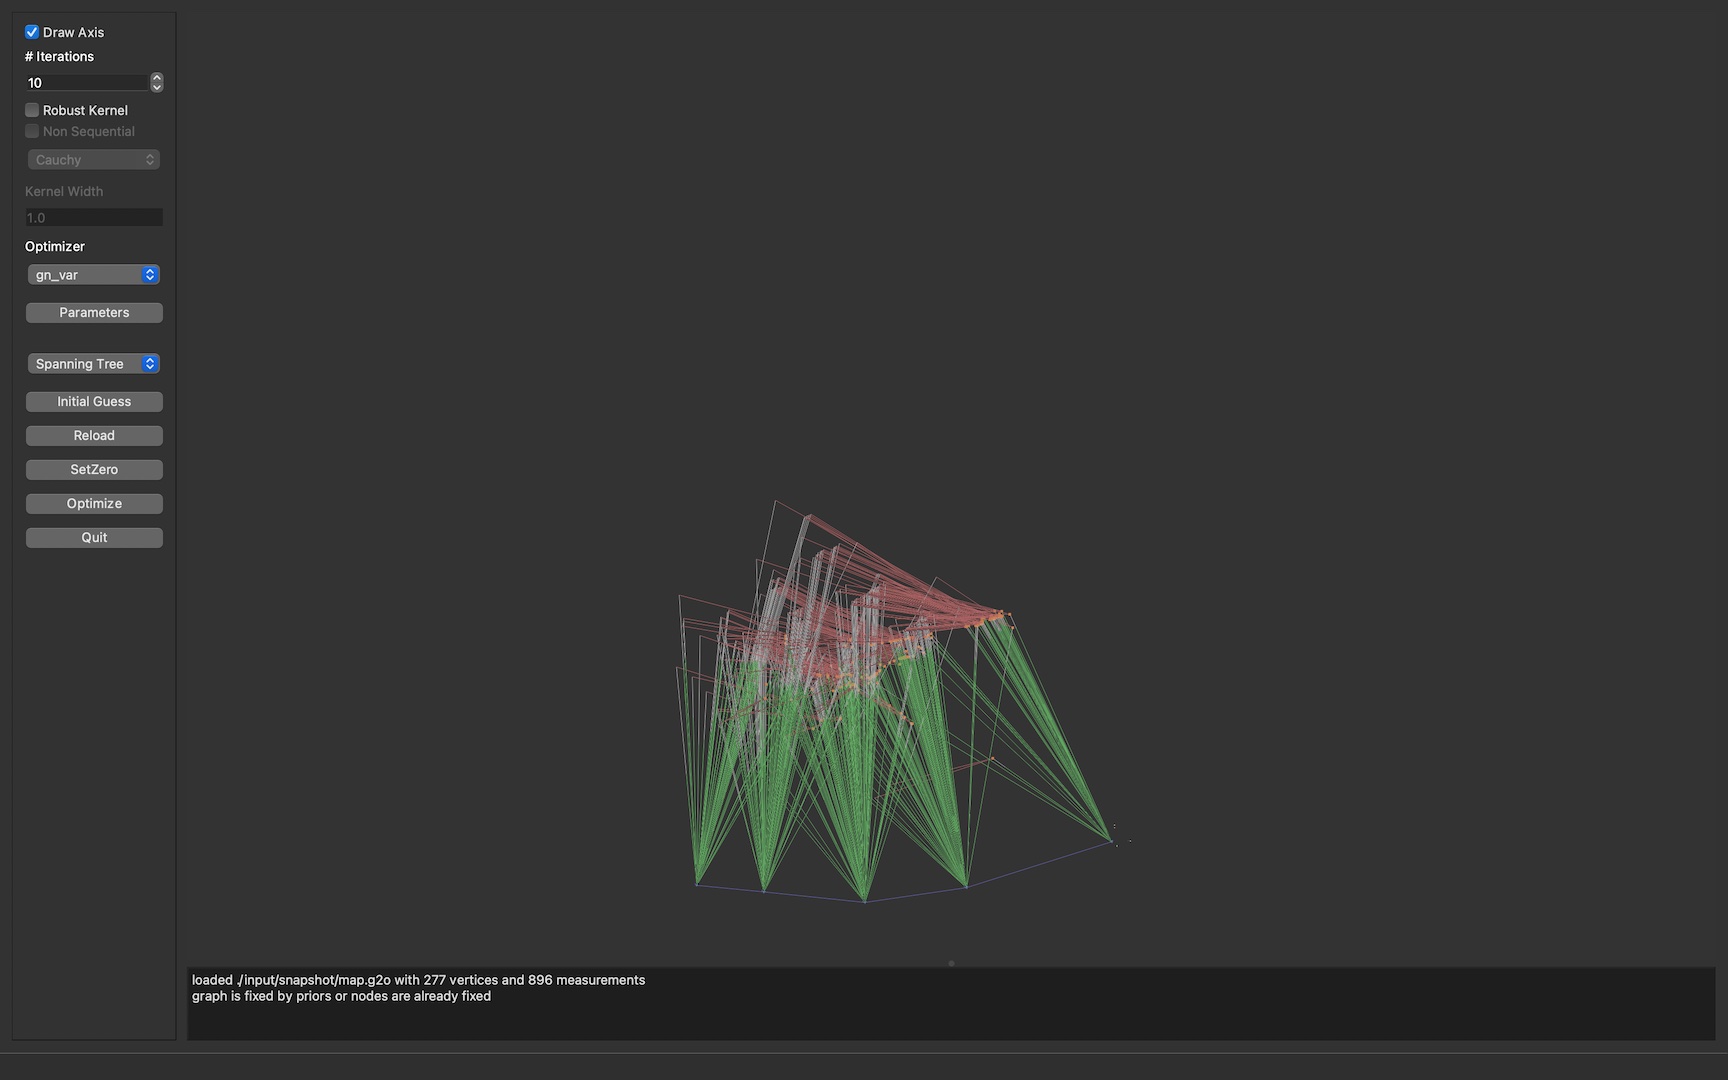 Draw Axis
# Iterations
10
Robust Kernel
Non Sequential
Cauchy
Kernel Width
1.0
Optimizer
gn_var
Parameters
Spanning Tree
Initial Guess
Reload
SetZero
Optimize
Quit
loaded ./input/snapshot/map.g2o with 277 vertices and 896 measurements
graph is fixed by priors or nodes are already fixed